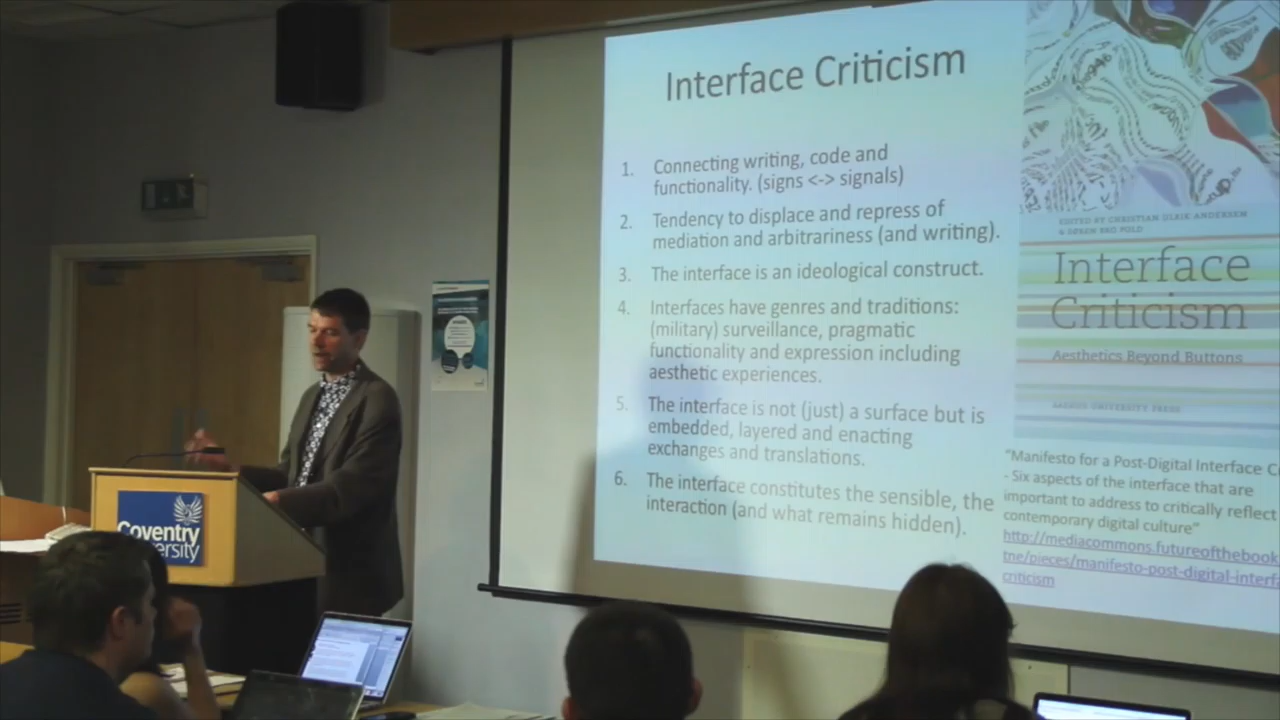 Interface Criticism
1. Connecting writing, code and
functionality. (signs <-> signals)
2. Tendency to displace and repress of
mediation and arbitrariness (and writing).
3. The interface is an ideological construct.
4. Interfaces have genres and traditions:
(military) surveillance, pragmatic
functionality and expression including
aesthetic experiences.
5. The interface is not (just) a surface but is
embedded, layered and enacting
exchanges and translations.
6. The interface constitutes the sensible, the
interaction (and what remains hidden).
EDITED BY CHRISTIAN ULRIK ANDERSEN
& SØREN BRO POLD
Interface
Criticism
Aesthetics Beyond Buttons
AARHUS UNIVERSITY PRESS
"Manifesto for a Post-Digital Interface C
- Six aspects of the interface that are
important to address to critically reflect
contemporary digital culture"
http://mediacommons.futureofthebook
tne/pieces/manifesto-post-digital-interf
criticism
Coventry
ersity